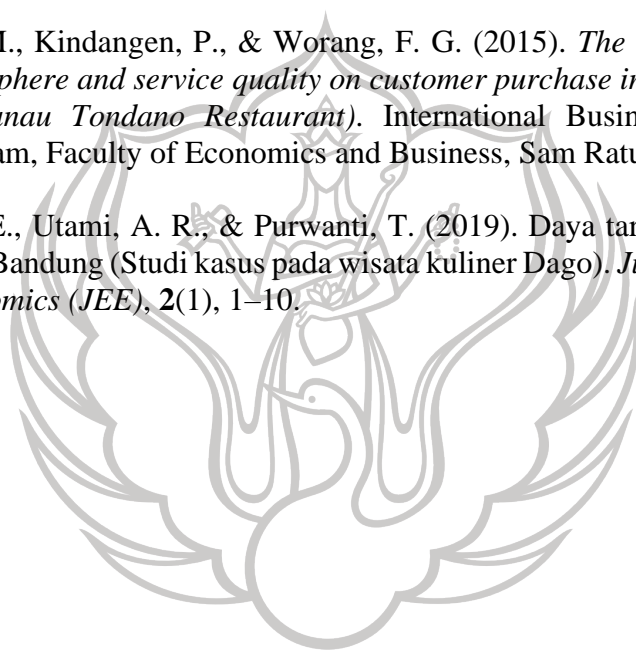 I., Kindangen, P., & Worang, F. G. (2015). The
phere and service quality on customer purchase in
anau Tondano Restaurant). International Busin
am, Faculty of Economics and Business, Sam Ratu
E., Utami, A. R., & Purwanti, T. (2019). Daya tar
Bandung (Studi kasus pada wisata kuliner Dago). Ju
omics (JEE), 2(1), 1–10.